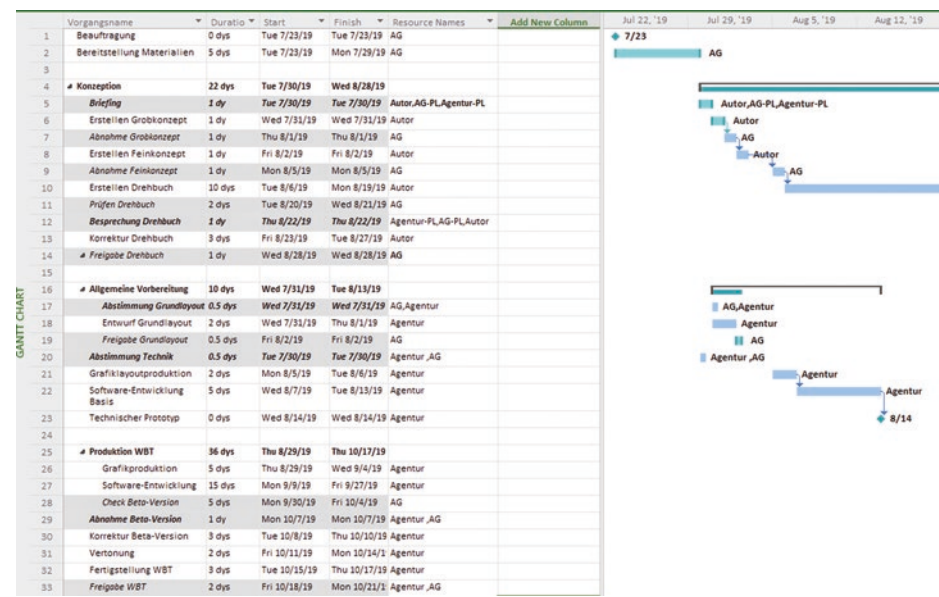 Vorgangsname Duratio Start Finish Resource Names Add New Column Jul 22, '19 Jul 29, '19 Aug 5, '19 Aug 12, '19
1 Beauftragung 0 dys Tue 7/23/19 Tue 7/23/19 AG 7/23
2 Bereitstellung Materialien 5 dys Tue 7/23/19 Mon 7/29/19 AG AG
3
4 Konzeption 22 dys Tue 7/30/19 Wed 8/28/19
5 Briefing 1 dy Tue 7/30/19 Tue 7/30/19 Autor,AG-PL,Agentur-PL Autor,AG-PL,Agentur-PL
6 Erstellen Grobkonzept 1 dy Wed 7/31/19 Wed 7/31/19 Autor Autor
7 Abnahme Grobkonzept 1 dy Thu 8/1/19 Thu 8/1/19 AG AG
8 Erstellen Feinkonzept 1 dy Fri 8/2/19 Fri 8/2/19 Autor Autor
9 Abnahme Feinkonzept 1 dy Mon 8/5/19 Mon 8/5/19 AG AG
10 Erstellen Drehbuch 10 dys Tue 8/6/19 Mon 8/19/19 Autor
11 Prüfen Drehbuch 2 dys Tue 8/20/19 Wed 8/21/19 AG
12 Besprechung Drehbuch 1 dy Thu 8/22/19 Thu 8/22/19 Agentur-PL,AG-PL,Autor
13 Korrektur Drehbuch 3 dys Fri 8/23/19 Tue 8/27/19 Autor
14 Freigabe Drehbuch 1 dy Wed 8/28/19 Wed 8/28/19 AG
15
16 Allgemeine Vorbereitung 10 dys Wed 7/31/19 Tue 8/13/19
17 Abstimmung Grundlayout 0.5 dys Wed 7/31/19 Wed 7/31/19 AG,Agentur AG,Agentur
18 Entwurf Grundlayout 2 dys Wed 7/31/19 Thu 8/1/19 Agentur Agentur
19 Freigabe Grundlayout 0.5 dys Fri 8/2/19 Fri 8/2/19 AG AG
20 Abstimmung Technik 0.5 dys Tue 7/30/19 Tue 7/30/19 Agentur ,AG Agentur ,AG
21 Grafiklayoutproduktion 2 dys Mon 8/5/19 Tue 8/6/19 Agentur Agentur
22 Software-Entwicklung 5 dys Wed 8/7/19 Tue 8/13/19 Agentur Agentur
Basis
23 Technischer Prototyp 0 dys Wed 8/14/19 Wed 8/14/19 Agentur 8/14
24
25 Produktion WBT 36 dys Thu 8/29/19 Thu 10/17/19
26 Grafikproduktion 5 dys Thu 8/29/19 Wed 9/4/19 Agentur
27 Software-Entwicklung 15 dys Mon 9/9/19 Fri 9/27/19 Agentur
28 Check Beta-Version 5 dys Mon 9/30/19 Fri 10/4/19 AG
29 Abnahme Beta-Version 1 dy Mon 10/7/19 Mon 10/7/19 Agentur ,AG
30 Korrektur Beta-Version 3 dys Tue 10/8/19 Thu 10/10/19 Agentur
31 Vertonung 2 dys Fri 10/11/19 Mon 10/14/1 Agentur
32 Fertigstellung WBT 3 dys Tue 10/15/19 Thu 10/17/19 Agentur
33 Freigabe WBT 2 dys Fri 10/18/19 Mon 10/21/1 Agentur ,AG
GANTT CHART